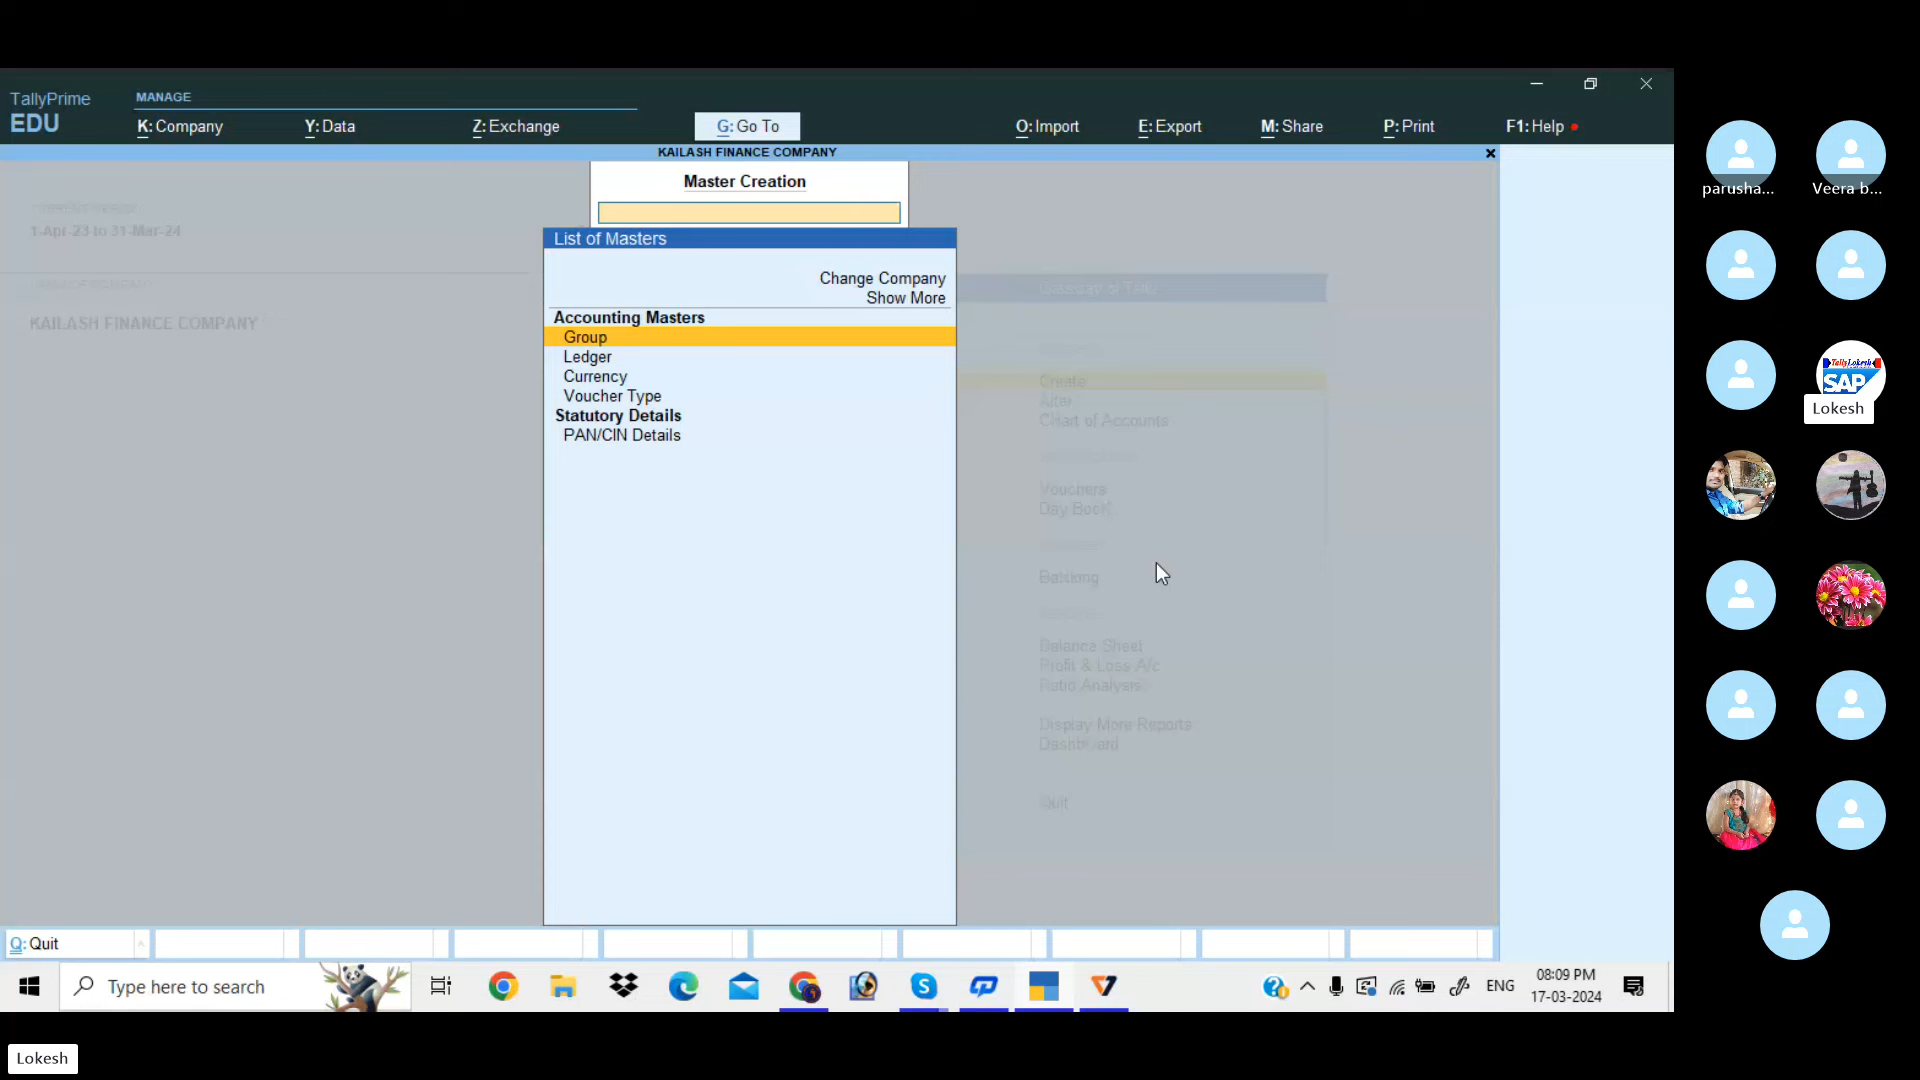 TallyPrime
EDU
MANAGE
K: Company
Y: Data
Z: Exchange
G: Go To
O: Import
E: Export
M: Share
P: Print
F1: Help
KAILASH FINANCE COMPANY
Master Creation
List of Masters
Change Company
Show More
Accounting Masters
Group
Ledger
Currency
Voucher Type
Statutory Details
PAN/CIN Details
1-Apr-23 to 31-Mar-24
KAILASH FINANCE COMPANY
Gateway of Tally
Create
Alter
CHart of Accounts
Vouchers
Day BooK
Banking
Balance Sheet
Profit & Loss A/c
Ratio Analysis
Display More Reports
Dashboard
Quit
Q: Quit
Type here to search
ENG
08:09 PM
17-03-2024
parusha...
Veera b...
TallyLokesh
SAP
Lokesh
Lokesh